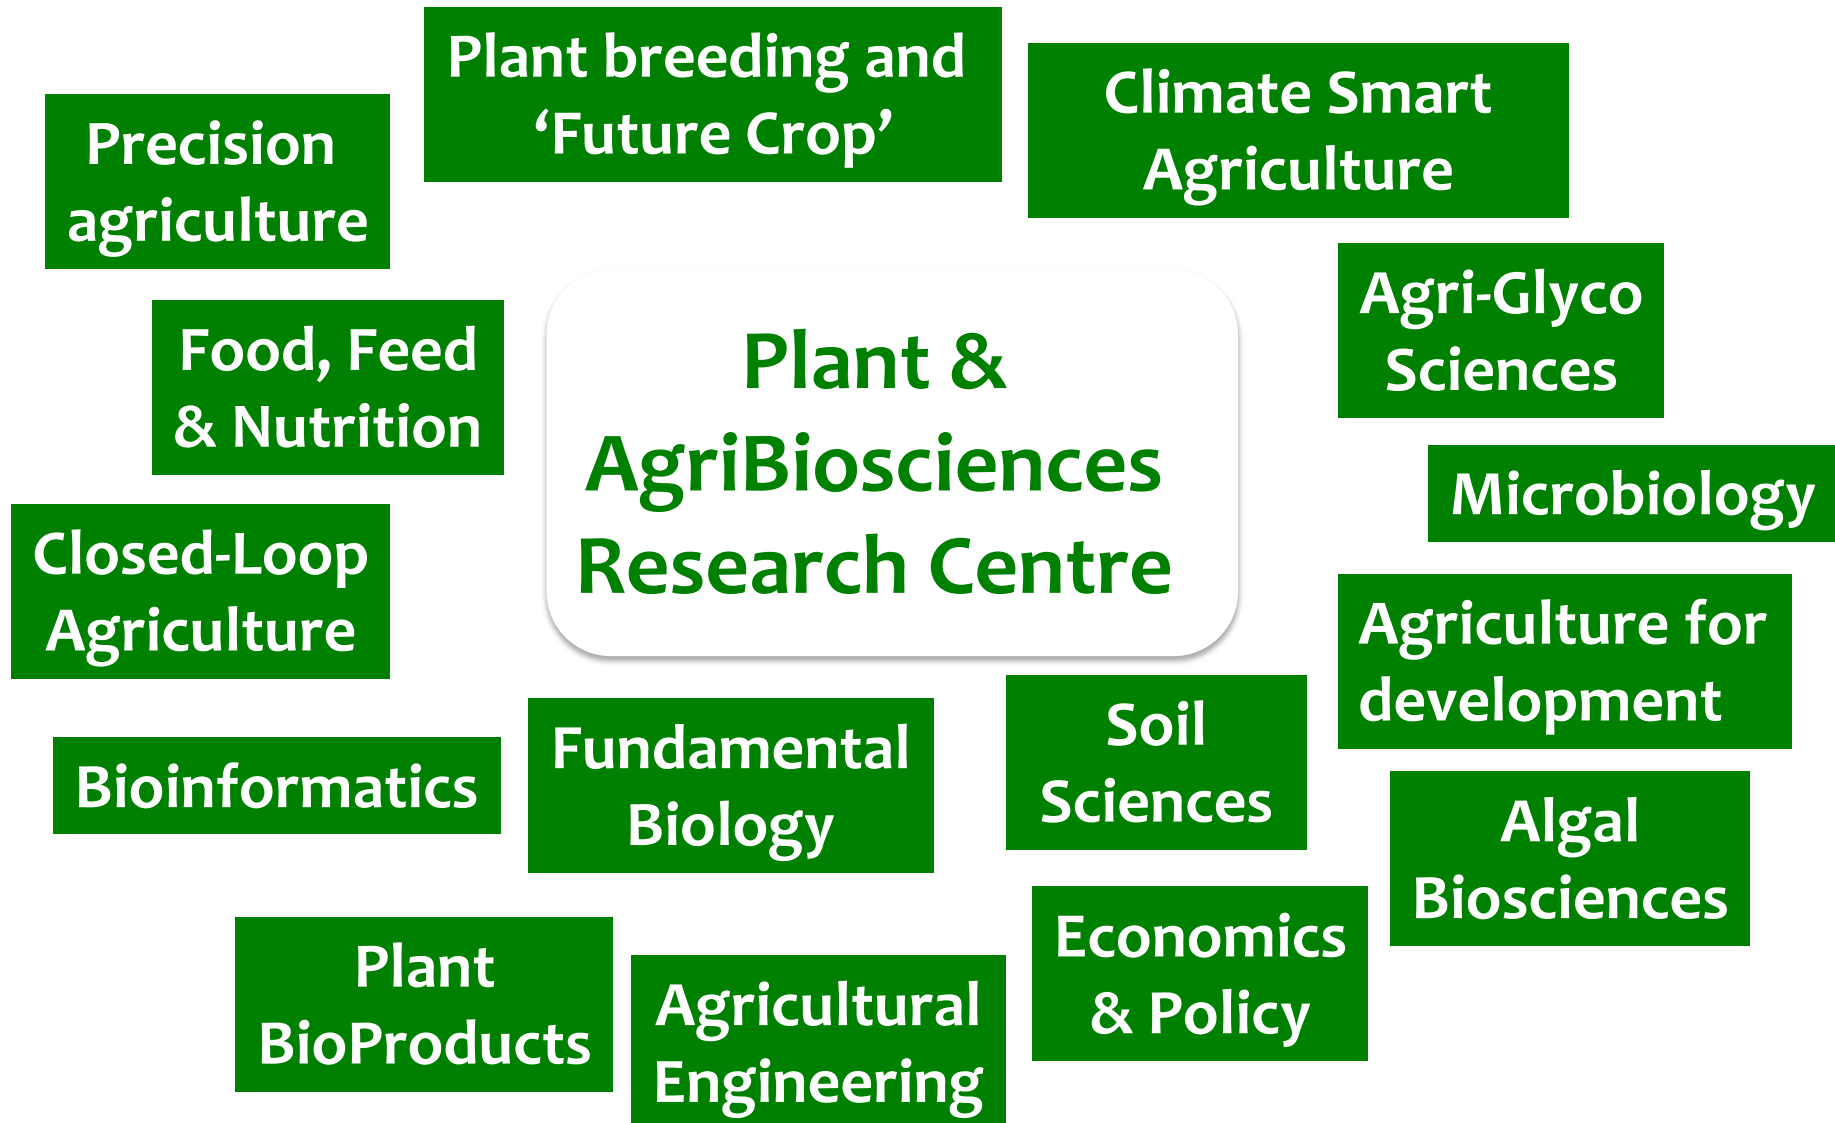 Plant breeding and
‘Future Crop’
Climate Smart
Agriculture
Precision
agriculture
Agri-Glyco
Sciences
Food, Feed
& Nutrition
Plant &
AgriBiosciences
Research Centre
Microbiology
Closed-Loop
Agriculture
Agriculture for
development
Soil
Sciences
Fundamental
Biology
Bioinformatics
Algal
Biosciences
Economics
& Policy
Plant
BioProducts
Agricultural
Engineering